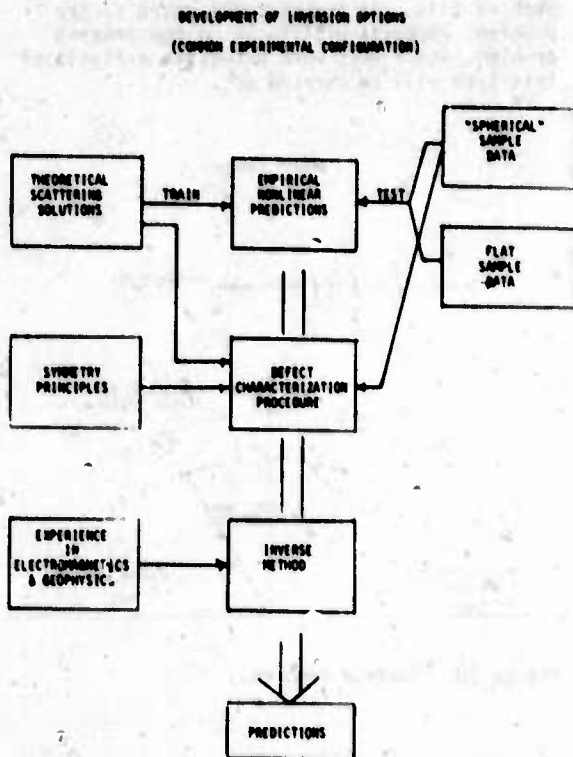 DEVELOPMENT OF INVERSION OPTIONS
(COMMON EXPERIMENTAL CONFIGURATION)
"SPHERICAL"
SAMPLE
DATA
THEORETICAL
SCATTERING
SOLUTIONS
TRAIN
EMPIRICAL
NONLINEAR
PREDICTIONS
TEST
FLAT
SAMPLE
DATA
SYMMETRY
PRINCIPLES
DEFECT
CHARACTERIZATION
PROCEDURE
EXPERIENCE
IN
ELECTROMAGNETICS
& GEOPHYSICS
INVERSE
METHOD
PREDICTIONS